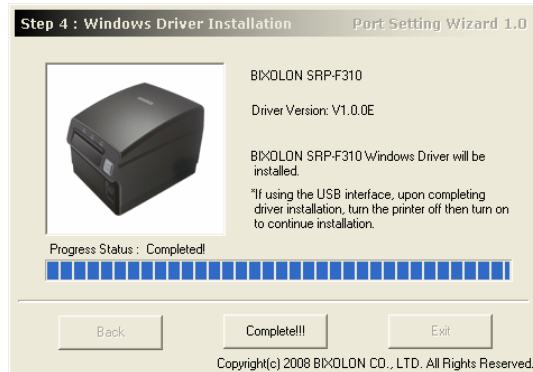 Step 4 : Windows Driver Installation
Port Setting Wizard 1.0
BIXOLON SRP-F310
Driver Version: V1.0.0E
BIXOLON SRP-F310 Windows Driver will be
installed.
*If using the USB interface, upon completing
driver installation, turn the printer off then turn on
to continue installation.
Progress Status : Completed!
Back
Complete!!!
Exit
Copyright(c) 2008 BIXOLON CO., LTD. All Rights Reserved.